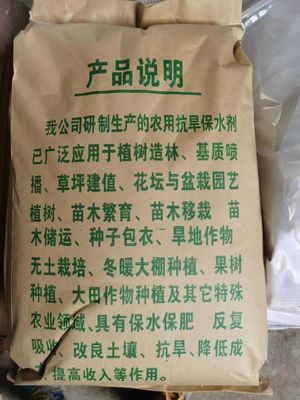 产品说明
我公司研制生产的农用抗旱保水剂
已广泛应用于植树造林、基质喷
播、草坪建值、花坛与盆栽园艺
植树、苗木繁育、苗木移栽 苗
木储运、种子包衣、旱地作物
无土栽培、冬暖大棚种植、果树
种植、大田作物种植及其它特殊
农业领域，具有保水保肥 反复
吸收、改良土壤、抗旱、降低成
提高收入等作用。